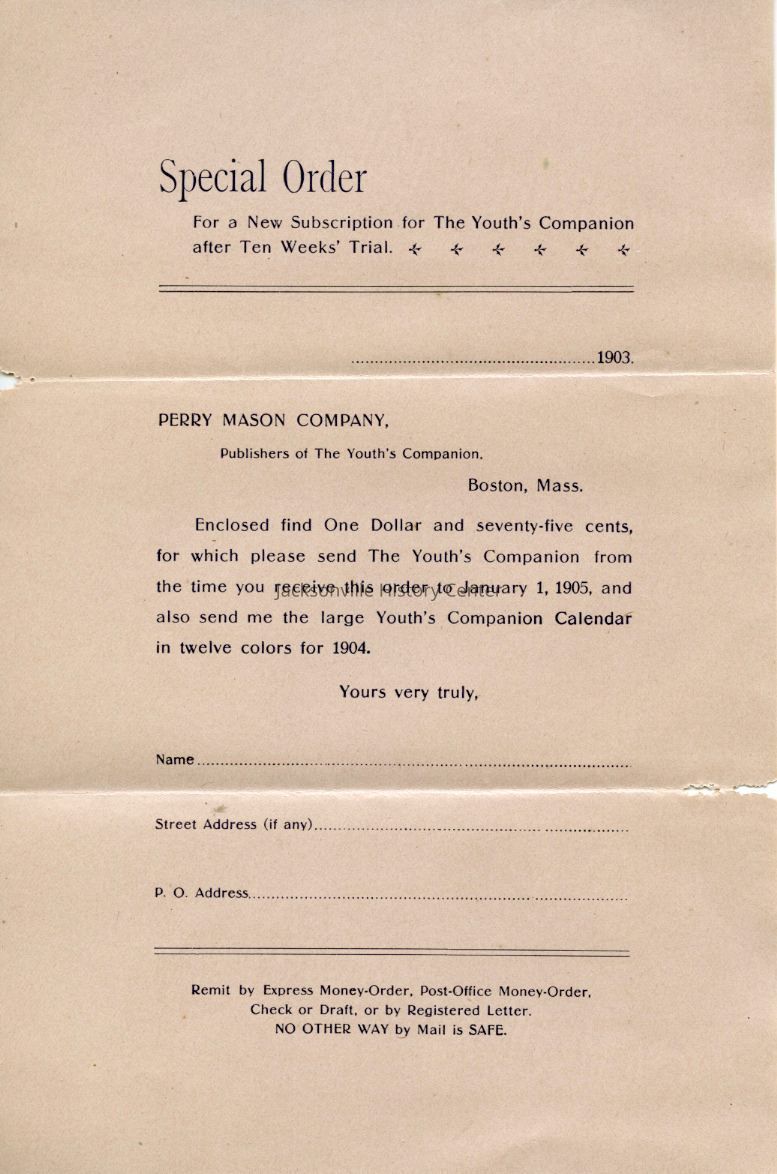 Special Order
For a New Subscription for The Youth's Companion
after Ten Weeks' Trial.
.................................................1903.
PERRY MASON COMPANY,
Publishers of The Youth's Companion.
Boston, Mass.
Enclosed find One Dollar and seventy-five cents,
for which please send The Youth's Companion from
the time you receive this order to January 1, 1905, and
Jacksonville History Center
also send me the large Youth's Companion Calendar
in twelve colors for 1904.
Yours very truly,
Name
Street Address (if any)
P. O. Address
Remit by Express Money-Order, Post-Office Money-Order,
Check or Draft, or by Registered Letter.
NO OTHER WAY by Mail is SAFE.